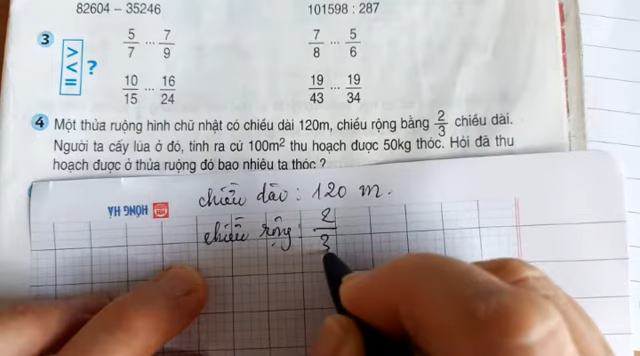 82604 – 35246 101598 : 287
3 > < = ? 5/7 ... 7/9 7/8 ... 5/6
10/15 ... 16/24 19/43 ... 19/34
4 Một thửa ruộng hình chữ nhật có chiều dài 120m, chiều rộng bằng 2/3 chiều dài.
Người ta cấy lúa ở đó, tính ra cứ 100m² thu hoạch được 50kg thóc. Hỏi đã thu
hoạch được ở thửa ruộng đó bao nhiêu tạ thóc ?
chiều dào : 120 m.
HONG HA
chiều rộng : 2/3